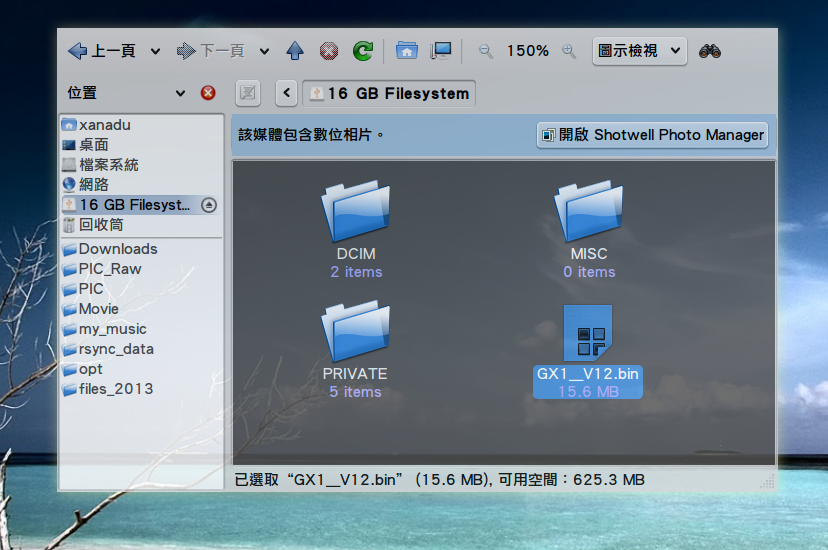 上一頁
下一頁
150%
圖示檢視
位置
16 GB Filesystem
xanadu
桌面
檔案系統
網路
16 GB Filesyst...
回收筒
Downloads
PIC_Raw
PIC
Movie
my_music
rsync_data
opt
files_2013
該媒體包含數位相片。
開啟 Shotwell Photo Manager
DCIM
2 items
MISC
0 items
PRIVATE
5 items
GX1__V12.bin
15.6 MB
已選取“GX1__V12.bin” (15.6 MB), 可用空間：625.3 MB